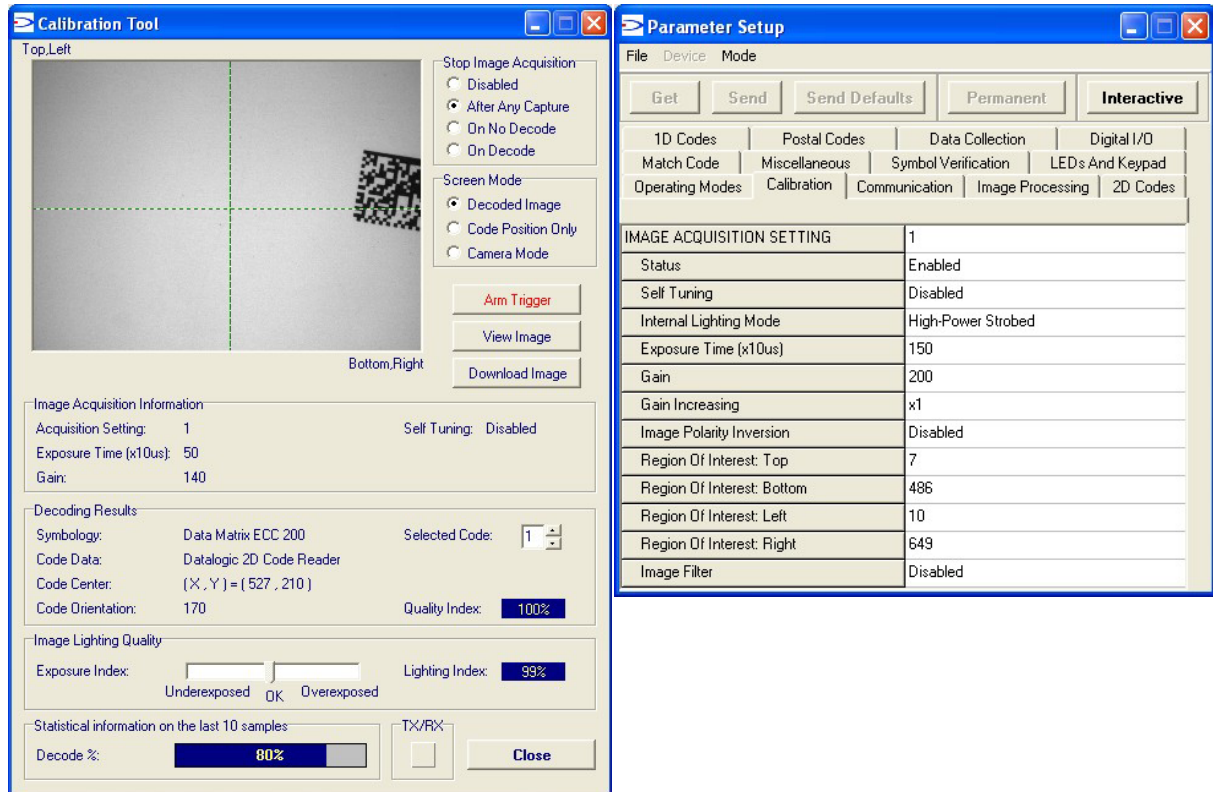 Calibration Tool
Top,Left
Stop Image Acquisition
Disabled
After Any Capture
On No Decode
On Decode
Screen Mode
Decoded Image
Code Position Only
Camera Mode
Arm Trigger
View Image
Bottom,Right
Download Image
Image Acquisition Information
Acquisition Setting: 1 Self Tuning: Disabled
Exposure Time (x10us): 50
Gain: 140
Decoding Results
Symbology: Data Matrix ECC 200 Selected Code: 1
Code Data: Datalogic 2D Code Reader
Code Center: ( X , Y ) = ( 527 , 210 )
Code Orientation: 170 Quality Index: 100%
Image Lighting Quality
Exposure Index: Lighting Index: 99%
Underexposed OK Overexposed
Statistical information on the last 10 samples TX/RX
Decode %: 80% Close
Parameter Setup
File Device Mode
Get Send Send Defaults Permanent Interactive
1D Codes Postal Codes Data Collection Digital I/O
Match Code Miscellaneous Symbol Verification LEDs And Keypad
Operating Modes Calibration Communication Image Processing 2D Codes
IMAGE ACQUISITION SETTING 1
Status Enabled
Self Tuning Disabled
Internal Lighting Mode High-Power Strobed
Exposure Time (x10us) 150
Gain 200
Gain Increasing x1
Image Polarity Inversion Disabled
Region Of Interest: Top 7
Region Of Interest: Bottom 486
Region Of Interest: Left 10
Region Of Interest: Right 649
Image Filter Disabled